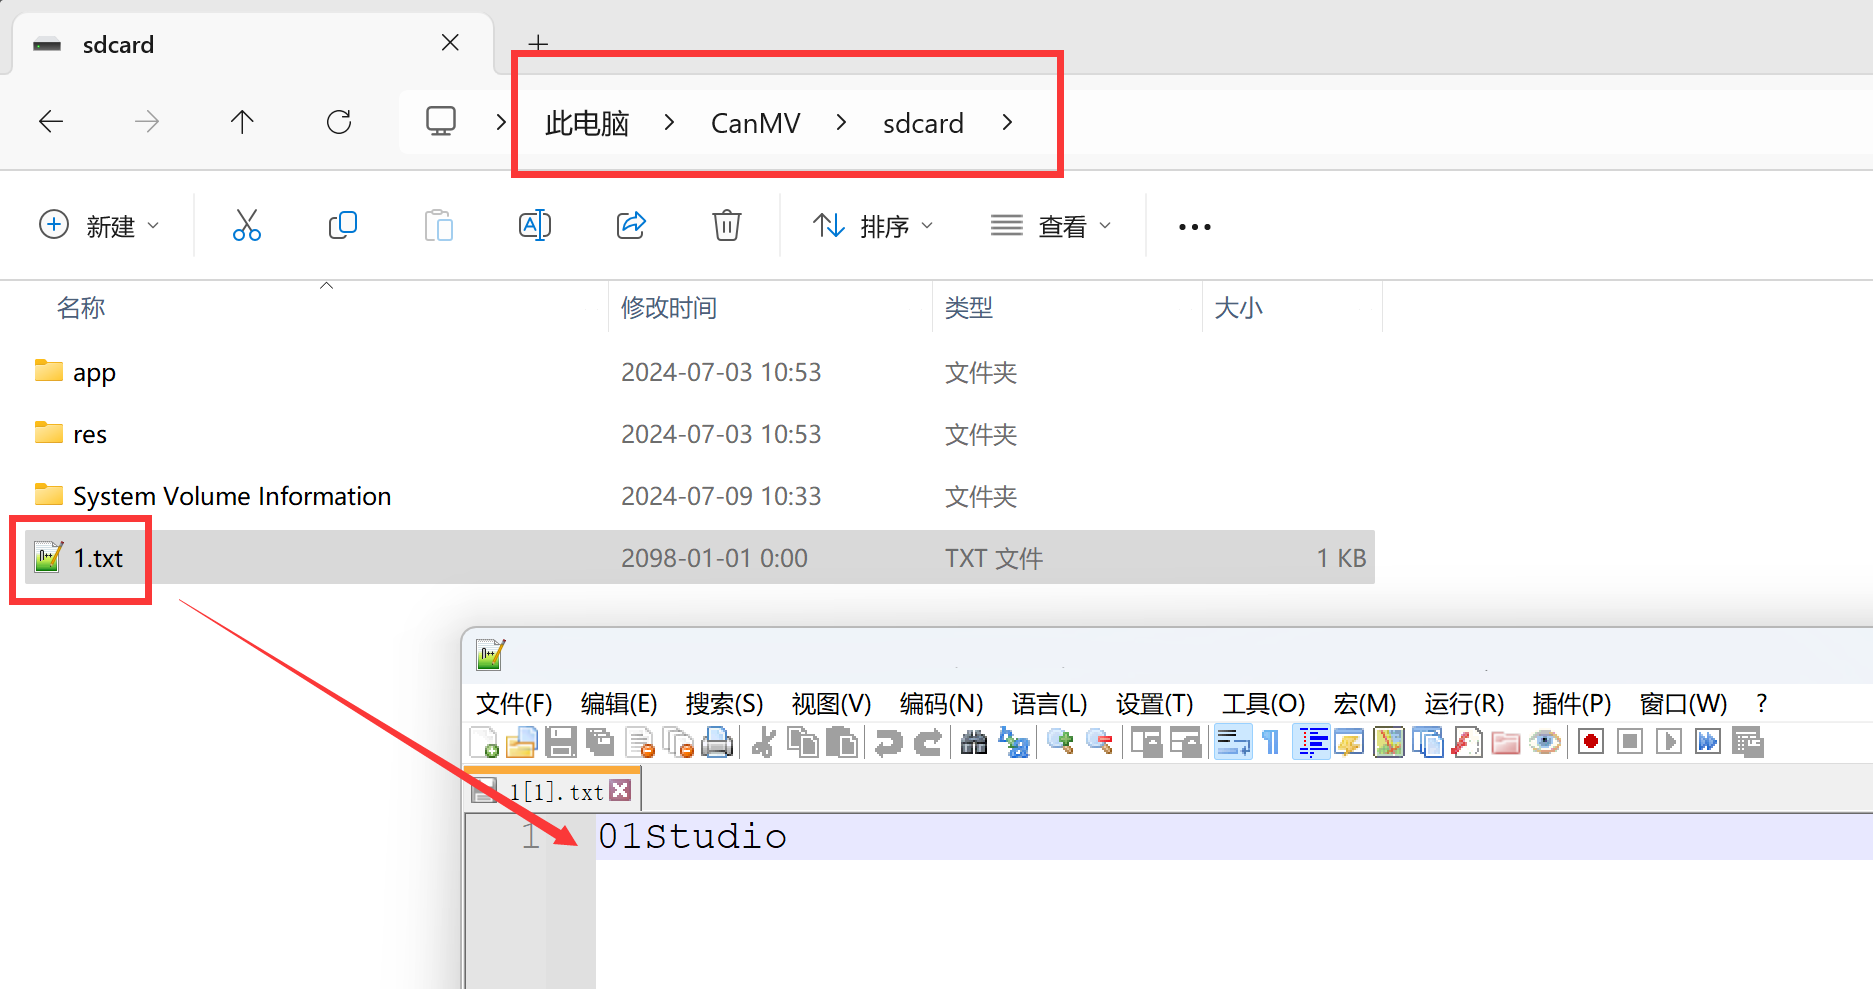 sdcard
此电脑 > CanMV > sdcard >
新建 排序 查看
名称 修改时间 类型 大小
app 2024-07-03 10:53 文件夹
res 2024-07-03 10:53 文件夹
System Volume Information 2024-07-09 10:33 文件夹
1.txt 2098-01-01 0:00 TXT 文件 1 KB
文件(F) 编辑(E) 搜索(S) 视图(V) 编码(N) 语言(L) 设置(T) 工具(O) 宏(M) 运行(R) 插件(P) 窗口(W) ?
1[1].txt
1 01Studio